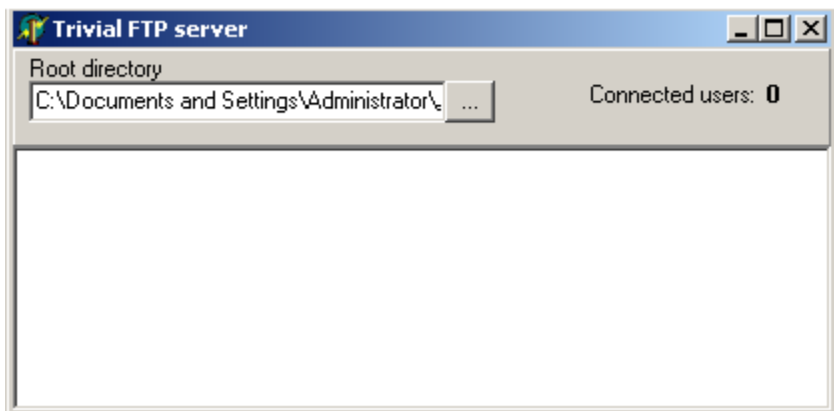 Trivial FTP server
Root directory
C:\Documents and Settings\Administrator\
...
Connected users: 0